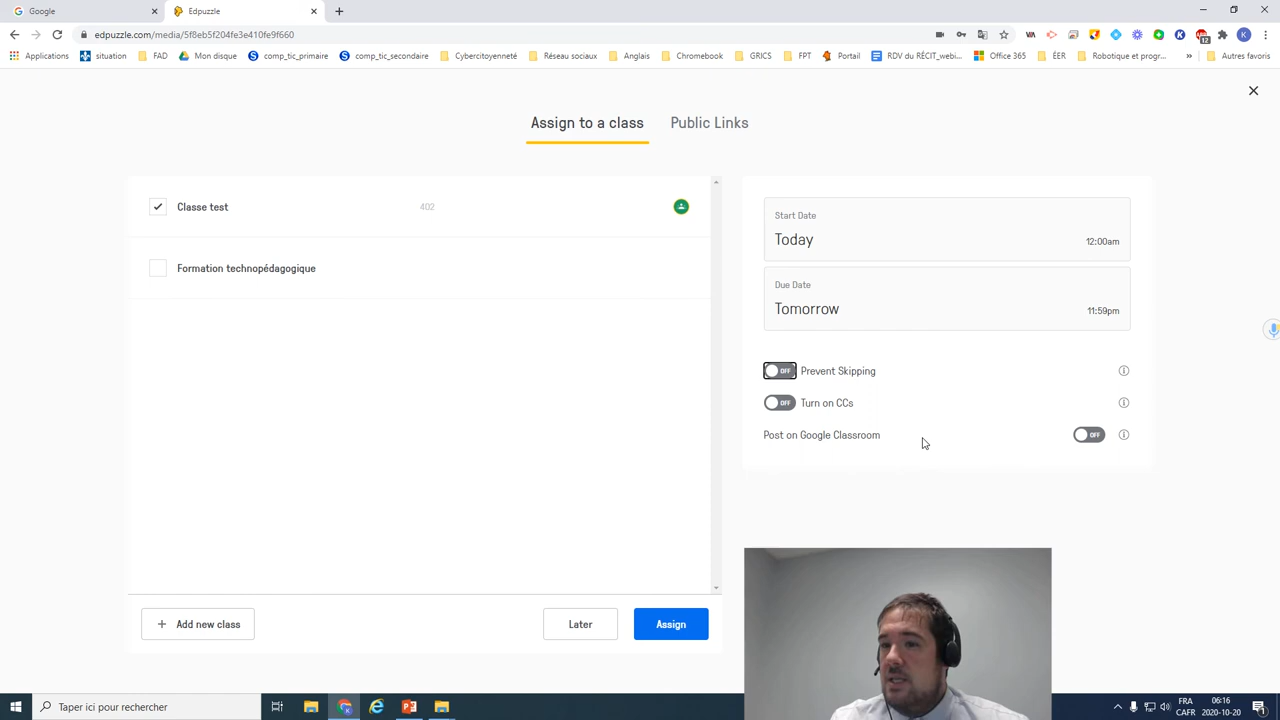 Google
Edpuzzle
edpuzzle.com/media/5f8eb5f204fe3e410fe9f660
Applications situation FAD Mon disque comp_tic_primaire comp_tic_secondaire Cybercitoyenneté Réseau sociaux Anglais Chromebook GRICS FPT Portail RDV du RÉCIT_webi... Office 365 ÉER Robotique et progr... » Autres favoris
Assign to a class Public Links
Classe test 402
Formation technopédagogique
Start Date
Today 12:00am
Due Date
Tomorrow 11:59pm
OFF Prevent Skipping
OFF Turn on CCs
Post on Google Classroom OFF
Add new class Later Assign
Taper ici pour rechercher
FRA 06:16
CAFR 2020-10-20